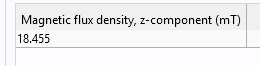 Magnetic flux density, z-component (mT)
18.455